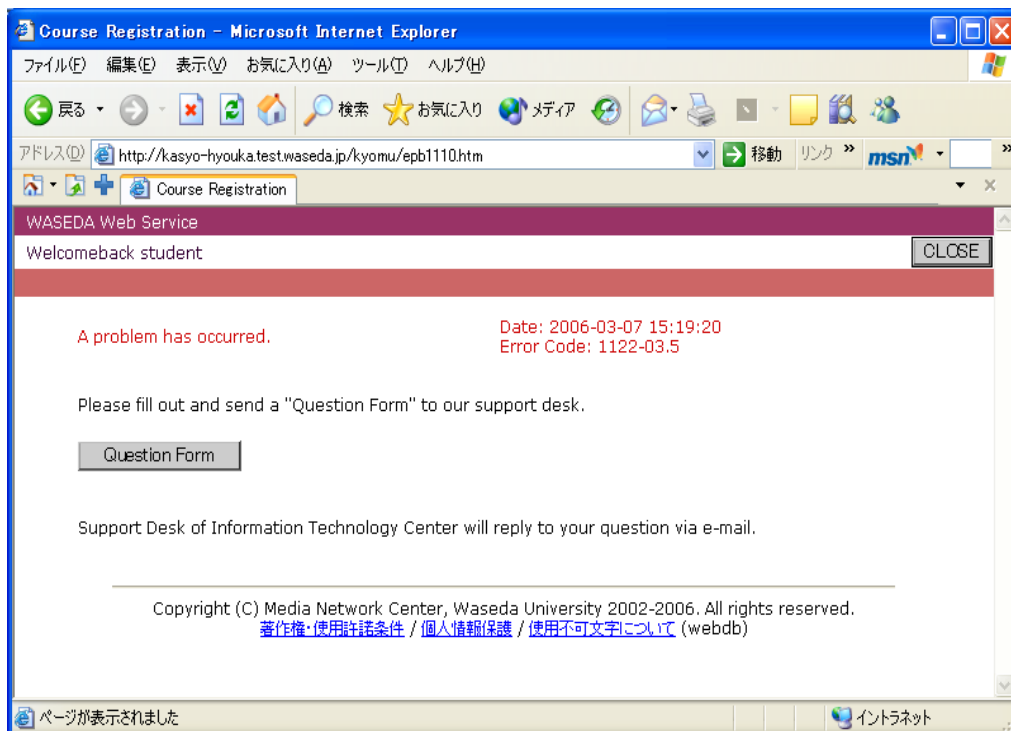 Course Registration - Microsoft Internet Explorer
ファイル(F) 編集(E) 表示(V) お気に入り(A) ツール(T) ヘルプ(H)
戻る 検索 お気に入り メディア
アドレス(D) http://kasyo-hyouka.test.waseda.jp/kyomu/epb1110.htm 移動 リンク » msn »
Course Registration
WASEDA Web Service
Welcomeback student CLOSE
A problem has occurred. Date: 2006-03-07 15:19:20
Error Code: 1122-03.5
Please fill out and send a "Question Form" to our support desk.
Question Form
Support Desk of Information Technology Center will reply to your question via e-mail.
Copyright (C) Media Network Center, Waseda University 2002-2006. All rights reserved.
著作権・使用許諾条件 / 個人情報保護 / 使用不可文字について (webdb)
ページが表示されました イントラネット